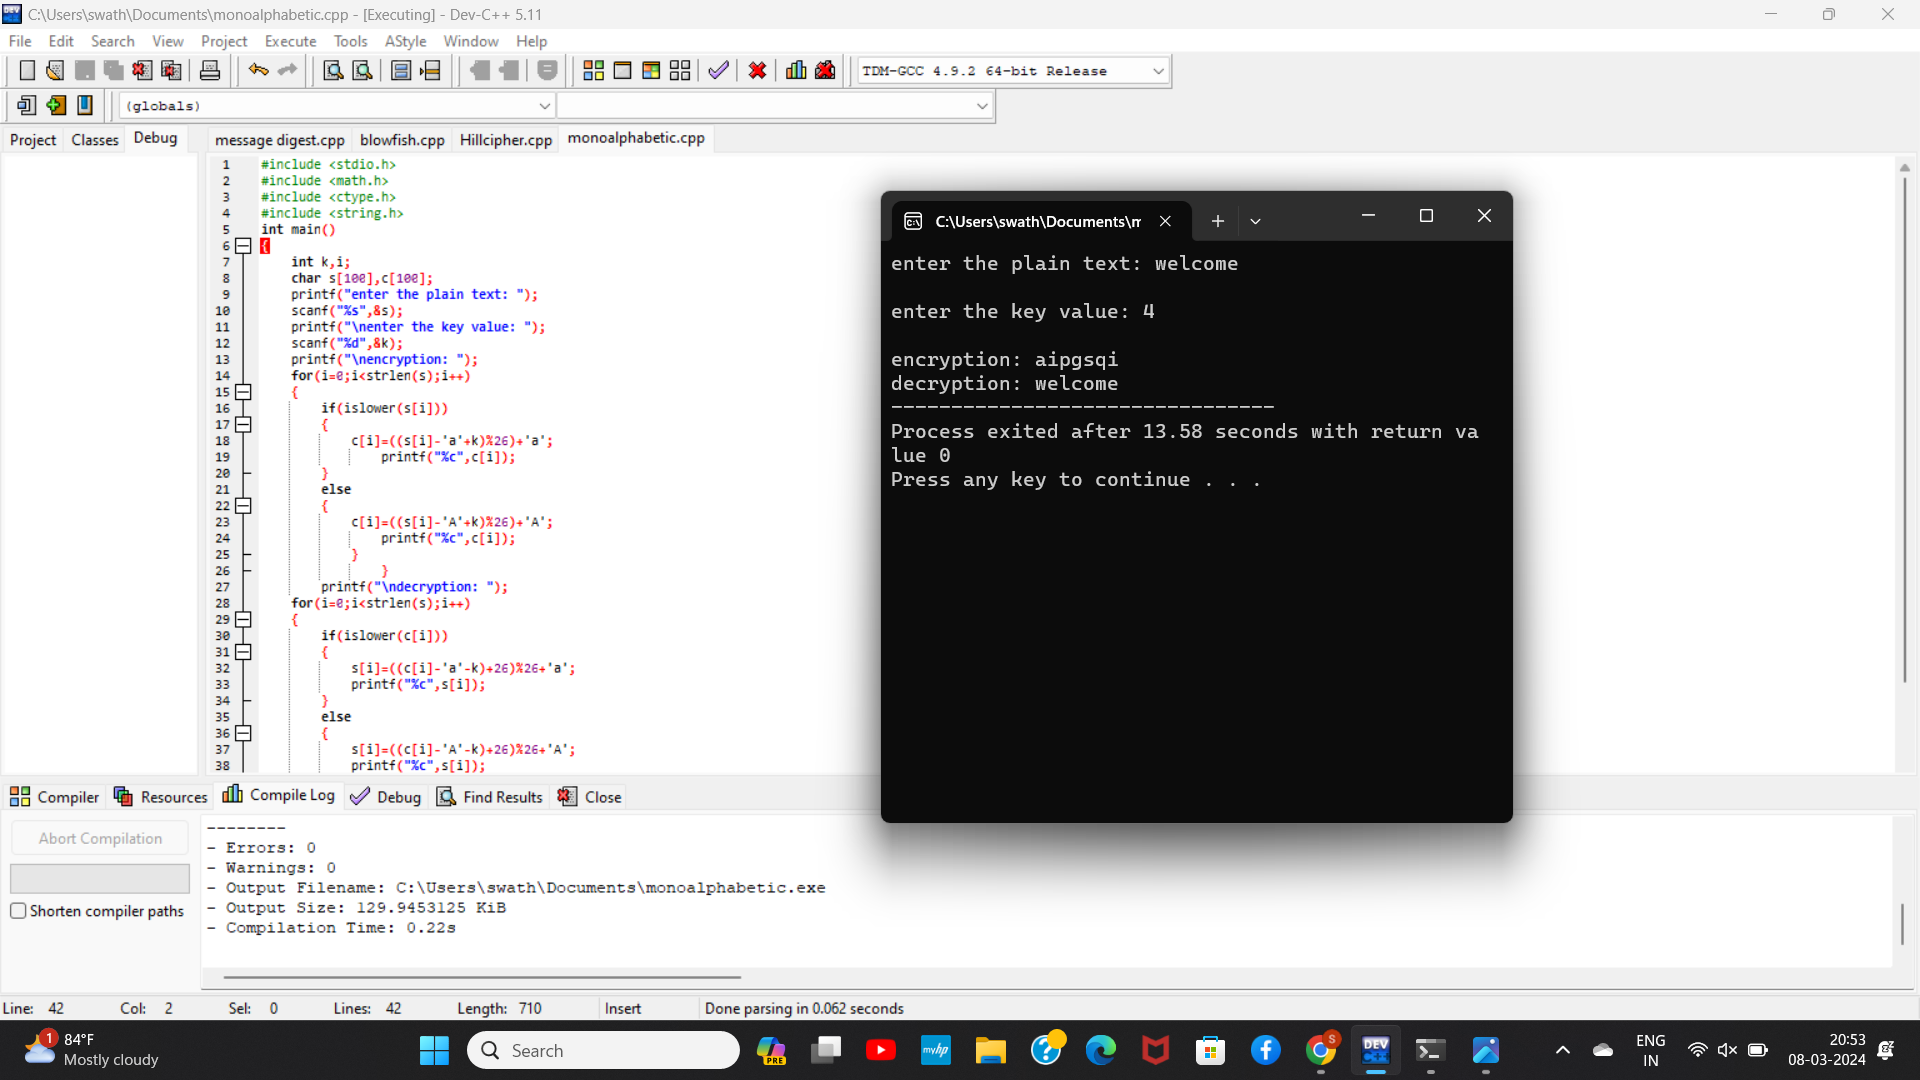 C:\Users\swath\Documents\monoalphabetic.cpp - [Executing] - Dev-C++ 5.11
File Edit Search View Project Execute Tools AStyle Window Help
TDM-GCC 4.9.2 64-bit Release
(globals)
Project Classes Debug
message digest.cpp blowfish.cpp Hillcipher.cpp monoalphabetic.cpp
1 #include <stdio.h>
2 #include <math.h>
3 #include <ctype.h>
4 #include <string.h>
5 int main()
6 {
7 int k,i;
8 char s[100],c[100];
9 printf("enter the plain text: ");
10 scanf("%s",&s);
11 printf("\nenter the key value: ");
12 scanf("%d",&k);
13 printf("\nencryption: ");
14 for(i=0;i<strlen(s);i++)
15 {
16 if(islower(s[i]))
17 {
18 c[i]=((s[i]-'a'+k)%26)+'a';
19 printf("%c",c[i]);
20 }
21 else
22 {
23 c[i]=((s[i]-'A'+k)%26)+'A';
24 printf("%c",c[i]);
25 }
26 }
27 printf("\ndecryption: ");
28 for(i=0;i<strlen(s);i++)
29 {
30 if(islower(c[i]))
31 {
32 s[i]=((c[i]-'a'-k)+26)%26+'a';
33 printf("%c",s[i]);
34 }
35 else
36 {
37 s[i]=((c[i]-'A'-k)+26)%26+'A';
38 printf("%c",s[i]);
C:\Users\swath\Documents\m
enter the plain text: welcome
enter the key value: 4
encryption: aipgsqi
decryption: welcome
--------------------------------
Process exited after 13.58 seconds with return va
lue 0
Press any key to continue . . .
Compiler Resources Compile Log Debug Find Results Close
Abort Compilation
Shorten compiler paths
--------
- Errors: 0
- Warnings: 0
- Output Filename: C:\Users\swath\Documents\monoalphabetic.exe
- Output Size: 129.9453125 KiB
- Compilation Time: 0.22s
Line: 42 Col: 2 Sel: 0 Lines: 42 Length: 710 Insert Done parsing in 0.062 seconds
1
84°F
Mostly cloudy
Search
PRE
myhp
S
DEV
C++
ENG
IN
20:53
08-03-2024